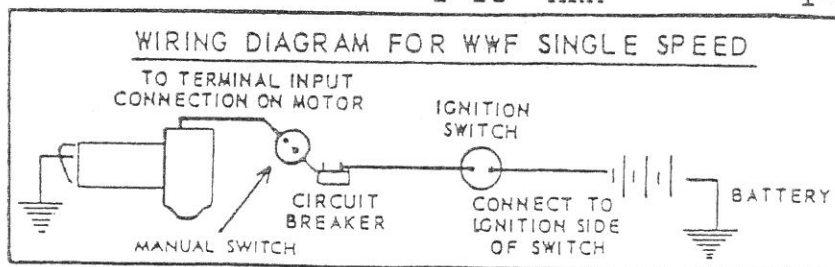 WIRING DIAGRAM FOR WWF SINGLE SPEED
TO TERMINAL INPUT
CONNECTION ON MOTOR
IGNITION
SWITCH
CIRCUIT
BREAKER
CONNECT TO
IGNITION SIDE
OF SWITCH
BATTERY
MANUAL SWITCH